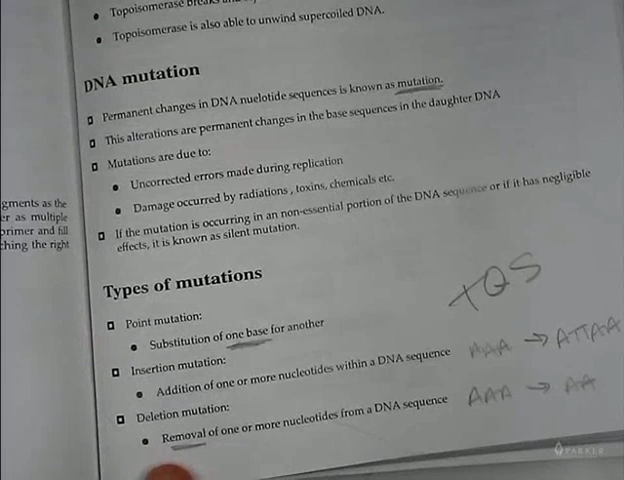 Topoisomerase breaks
Topoisomerase is also able to unwind supercoiled DNA.
DNA mutation
Permanent changes in DNA nuelotide sequences is known as mutation.
This alterations are permanent changes in the base sequences in the daughter DNA
Mutations are due to:
Uncorrected errors made during replication
Damage occurred by radiations , toxins, chemicals etc.
If the mutation is occurring in an non-essential portion of the DNA sequence or if it has negligible
effects, it is known as silent mutation.
gments as the
er as multiple
primer and fill
ching the right
Types of mutations
TQS
Point mutation:
Substitution of one base for another
Insertion mutation:
Addition of one or more nucleotides within a DNA sequence AAA → ATTAA
Deletion mutation:
Removal of one or more nucleotides from a DNA sequence AAA → AA
PARKER